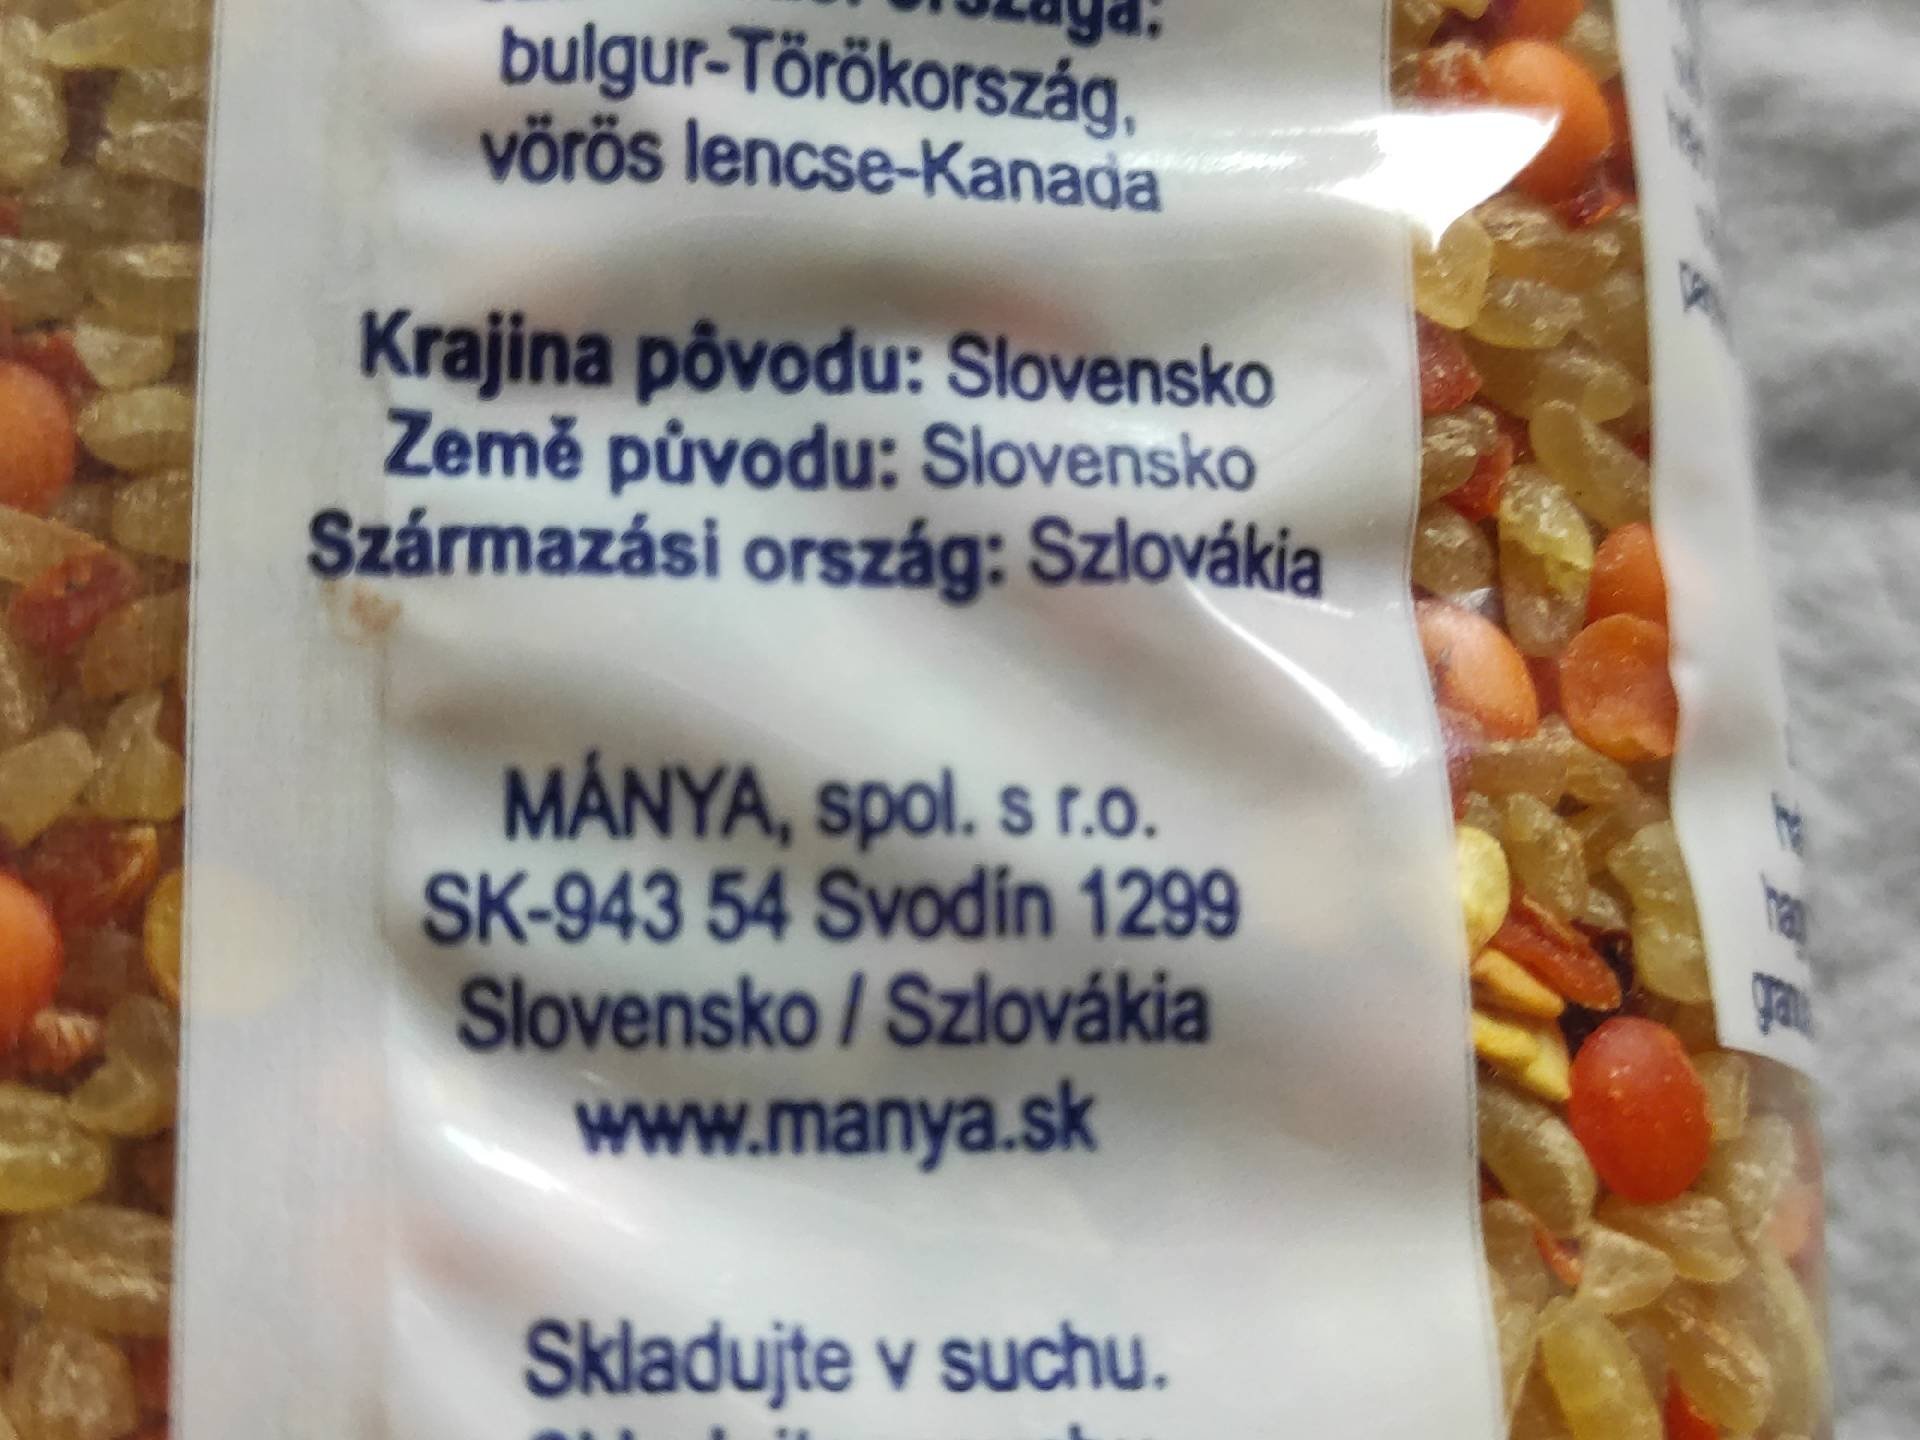 országa:
bulgur-Törökország,
vörös lencse-Kanada
Krajina pôvodu: Slovensko
Země původu: Slovensko
Származási ország: Szlovákia
MÁNYA, spol. s r.o.
SK-943 54 Svodín 1299
Slovensko / Szlovákia
www.manya.sk
Skladujte v suchu.